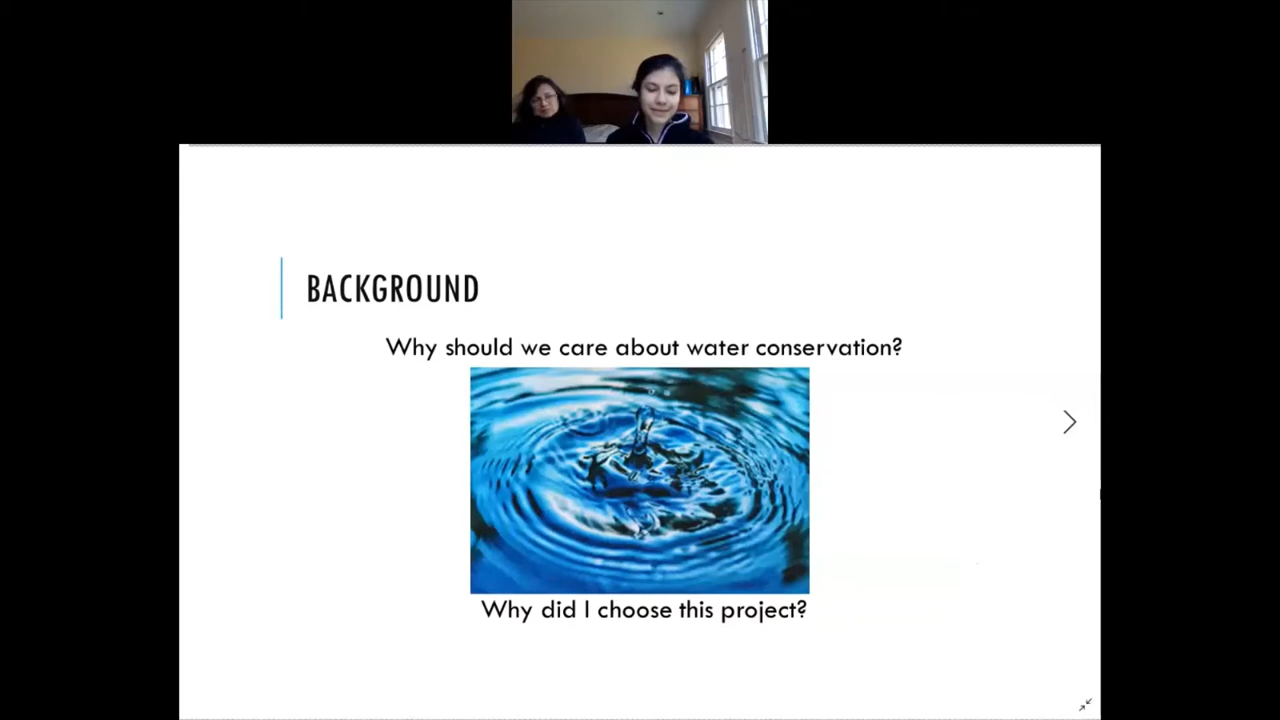 BACKGROUND
Why should we care about water conservation?
Why did I choose this project?